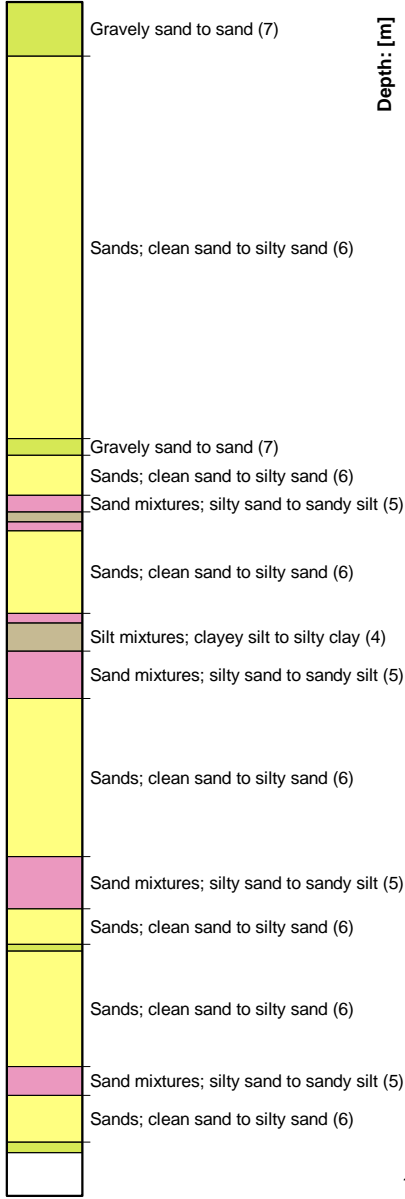 Gravely sand to sand (7)
Depth: [m]
Sands; clean sand to silty sand (6)
Gravely sand to sand (7)
Sands; clean sand to silty sand (6)
Sand mixtures; silty sand to sandy silt (5)
Sands; clean sand to silty sand (6)
Silt mixtures; clayey silt to silty clay (4)
Sand mixtures; silty sand to sandy silt (5)
Sands; clean sand to silty sand (6)
Sand mixtures; silty sand to sandy silt (5)
Sands; clean sand to silty sand (6)
Sands; clean sand to silty sand (6)
Sand mixtures; silty sand to sandy silt (5)
Sands; clean sand to silty sand (6)